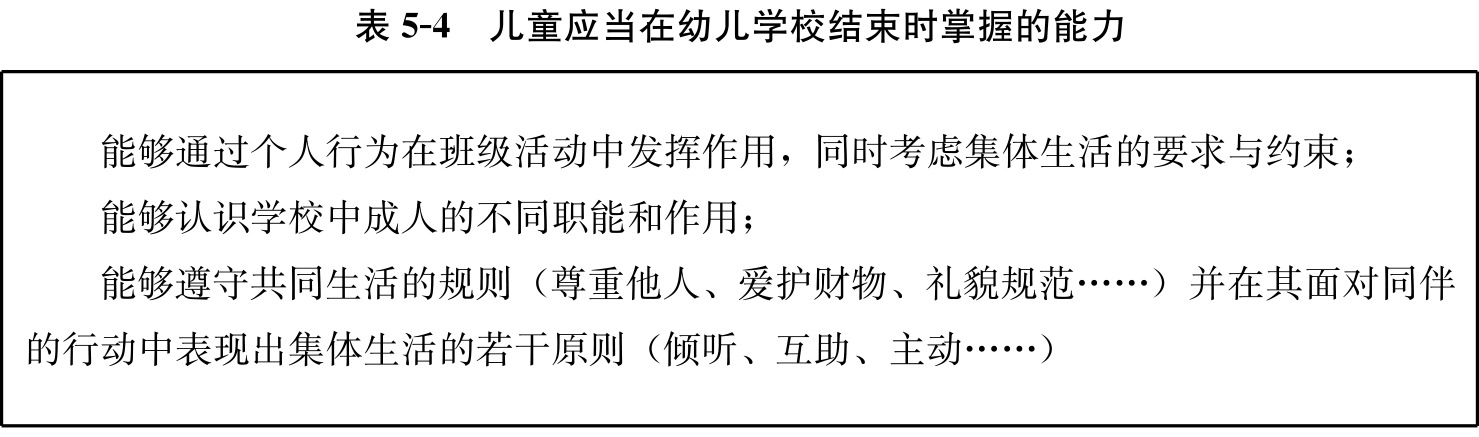 表 5-4 儿童应当在幼儿学校结束时掌握的能力
能够通过个人行为在班级活动中发挥作用，同时考虑集体生活的要求与约束；
能够认识学校中成人的不同职能和作用；
能够遵守共同生活的规则（尊重他人、爱护财物、礼貌规范……）并在其面对同伴
的行动中表现出集体生活的若干原则（倾听、互助、主动……）